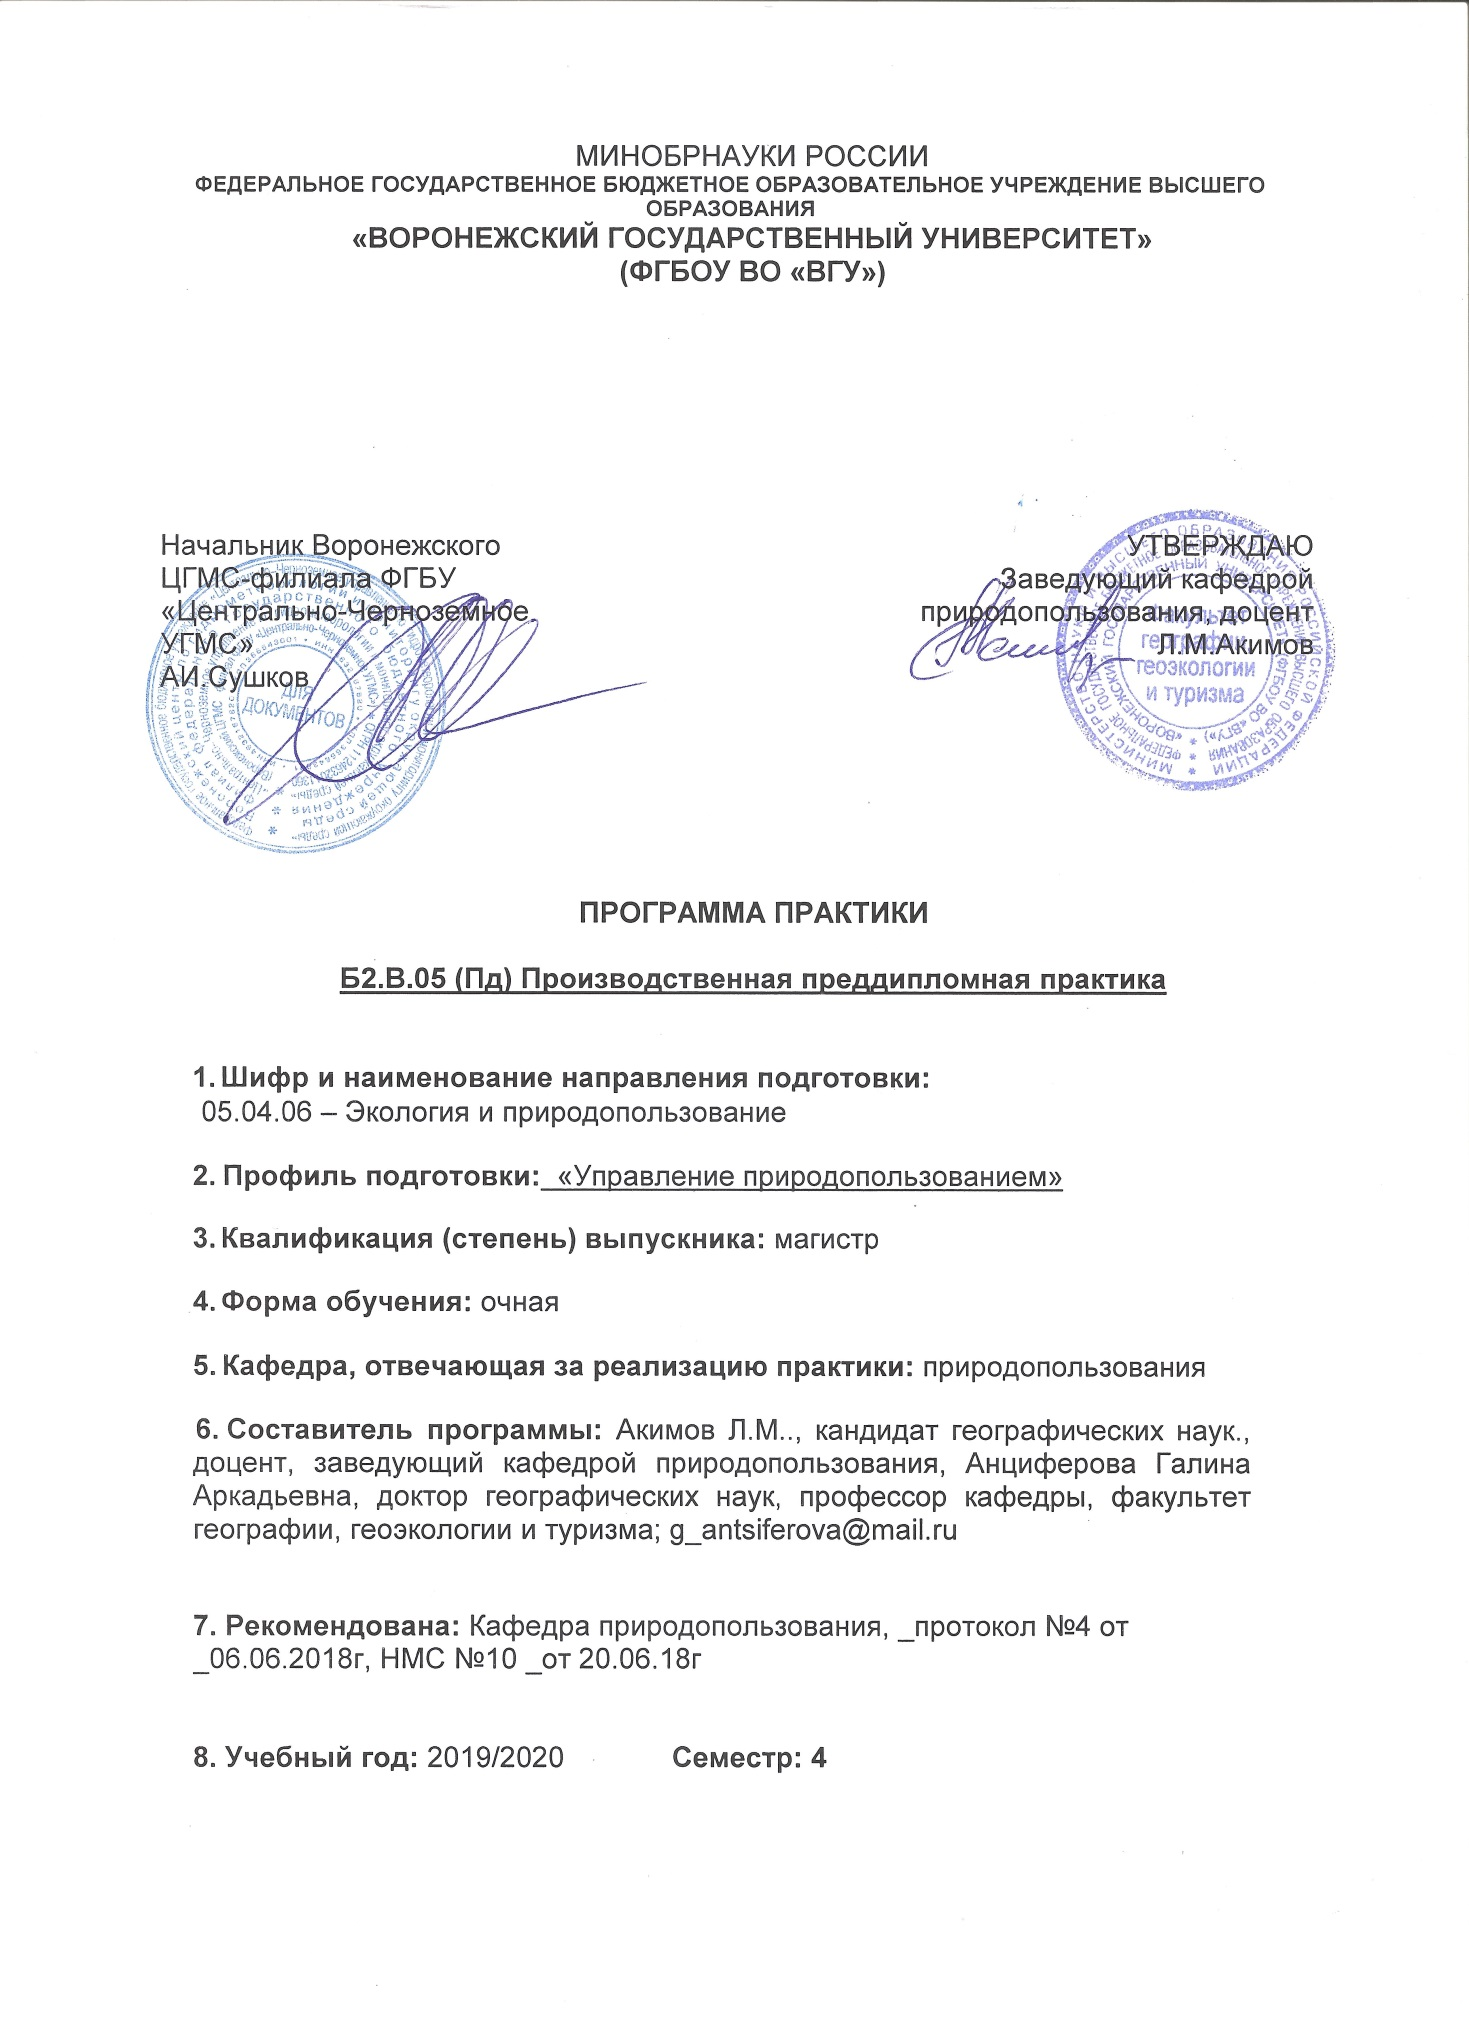 МИНОБРНАУКИ РОССИИ
ФЕДЕРАЛЬНОЕ ГОСУДАРСТВЕННОЕ БЮДЖЕТНОЕ ОБРАЗОВАТЕЛЬНОЕ УЧРЕЖДЕНИЕ ВЫСШЕГО
ОБРАЗОВАНИЯ
«ВОРОНЕЖСКИЙ ГОСУДАРСТВЕННЫЙ УНИВЕРСИТЕТ»
(ФГБОУ ВО «ВГУ»)
Начальник Воронежского
ЦГМС-филиала ФГБУ
«Центрально-Черноземное
УГМС»
АИ.Сушков
ДЛЯ
ДОКУМЕНТОВ
УТВЕРЖДАЮ
Заведующий кафедрой
природопользования, доцент
Л.М.Акимов
факультет
географии,
геоэкологии
и туризма
ПРОГРАММА ПРАКТИКИ
Б2.В.05 (Пд) Производственная преддипломная практика
1. Шифр и наименование направления подготовки:
05.04.06 – Экология и природопользование
2. Профиль подготовки: «Управление природопользованием»
3. Квалификация (степень) выпускника: магистр
4. Форма обучения: очная
5. Кафедра, отвечающая за реализацию практики: природопользования
6. Составитель программы: Акимов Л.М.., кандидат географических наук.,
доцент, заведующий кафедрой природопользования, Анциферова Галина
Аркадьевна, доктор географических наук, профессор кафедры, факультет
географии, геоэкологии и туризма; g_antsiferova@mail.ru
7. Рекомендована: Кафедра природопользования, _протокол №4 от
_06.06.2018г, НМС №10 _от 20.06.18г
8. Учебный год: 2019/2020 Семестр: 4